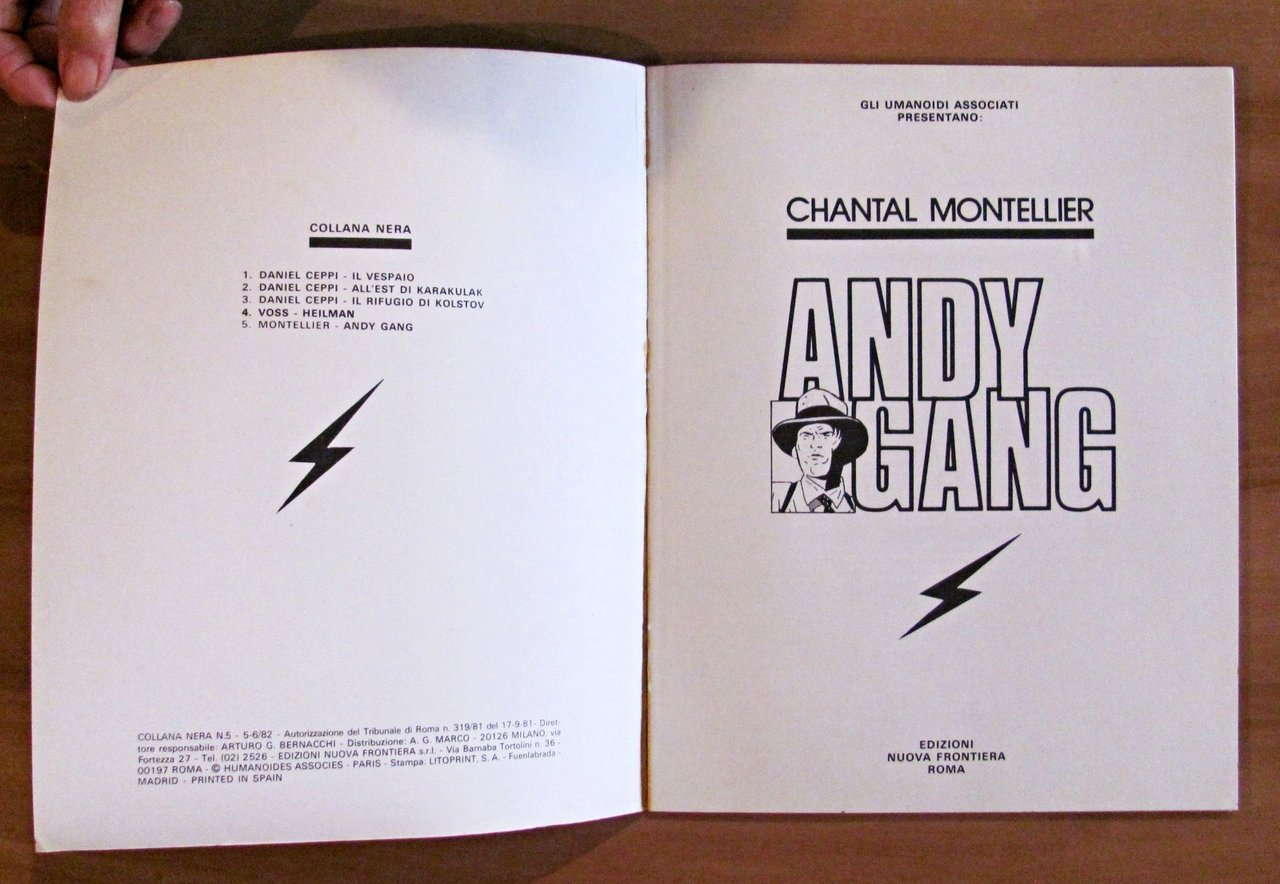 COLLANA NERA
1. DANIEL CEPPI - IL VESPAIO
2. DANIEL CEPPI - ALL'EST DI KARAKULAK
3. DANIEL CEPPI - IL RIFUGIO DI KOLSTOV
4. VOSS - HEILMAN
5. MONTELLIER - ANDY GANG
COLLANA NERA N.5 - 5-6/82 - Autorizzazione del Tribunale di Roma n. 319/81 del 17-9-81- Diret-
tore responsabile: ARTURO G. BERNACCHI - Distribuzione: A. G. MARCO - 20126 MILANO, via
Fortezza 27 - Tel. (02) 2526 - EDIZIONI NUOVA FRONTIERA s.r.l. - Via Barnaba Tortolini n. 36 -
00197 ROMA - © HUMANOIDES ASSOCIES - PARIS - Stampa: LITOPRINT, S. A. - Fuenlabrada -
MADRID - PRINTED IN SPAIN
GLI UMANOIDI ASSOCIATI
PRESENTANO:
CHANTAL MONTELLIER
ANDY
GANG
EDIZIONI
NUOVA FRONTIERA
ROMA